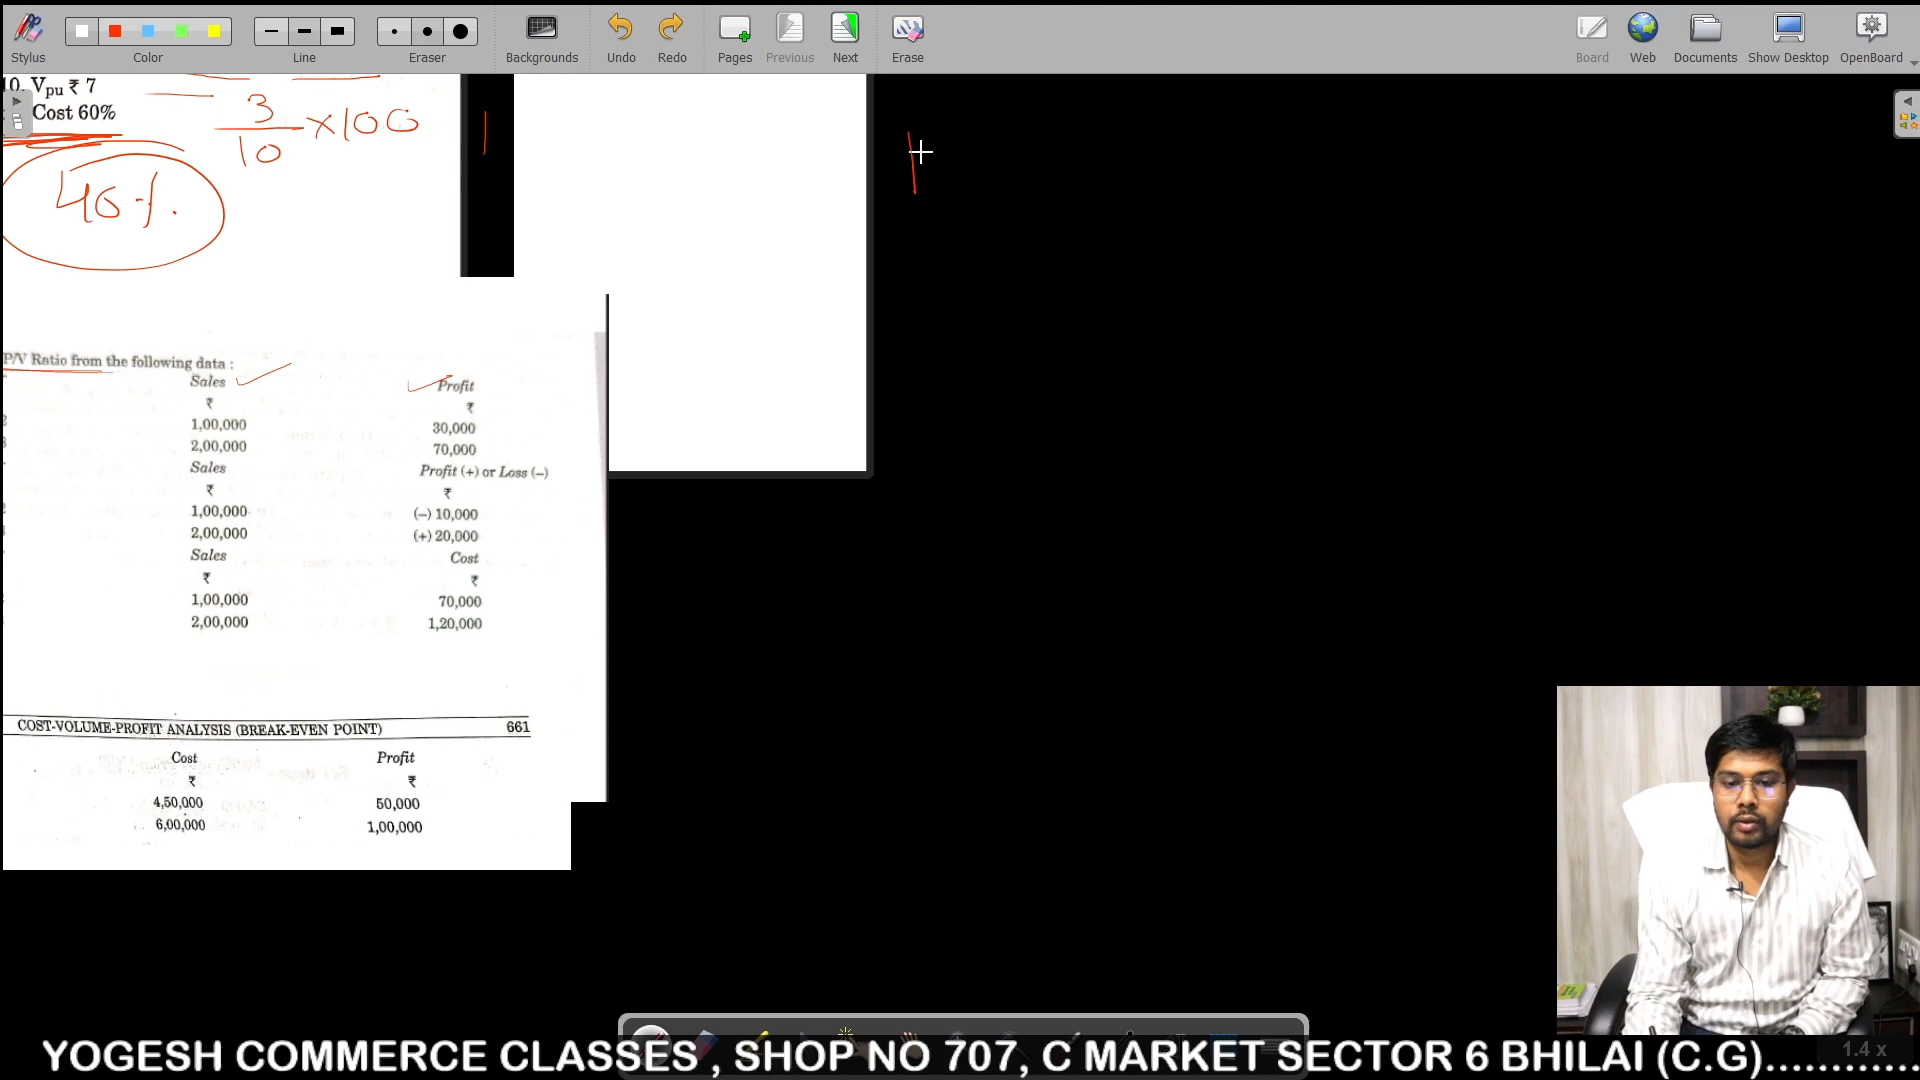 Stylus
Color
Line
Eraser
Backgrounds
Undo
Redo
Pages
Previous
Next
Erase
Board
Web
Documents
Show Desktop
OpenBoard
10. Vpu ₹ 7
Cost 60%
3
10
×100
40%.
P/V Ratio from the following data :
Sales Profit
₹ ₹
1,00,000 30,000
2,00,000 70,000
Sales Profit (+) or Loss (–)
₹ ₹
1,00,000 (–) 10,000
2,00,000 (+) 20,000
Sales Cost
₹ ₹
1,00,000 70,000
2,00,000 1,20,000
COST-VOLUME-PROFIT ANALYSIS (BREAK-EVEN POINT) 661
Cost Profit
₹ ₹
4,50,000 50,000
6,00,000 1,00,000
1.4 x
YOGESH COMMERCE CLASSES , SHOP NO 707, C MARKET SECTOR 6 BHILAI (C.G)............